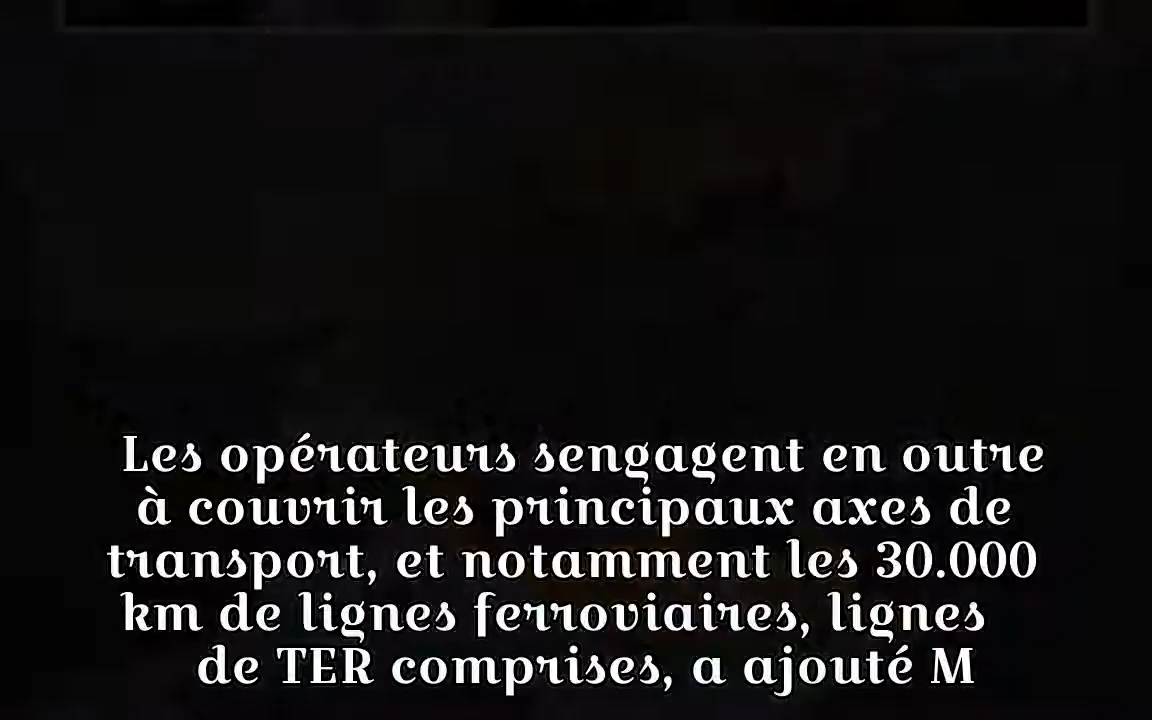 Les opérateurs sengagent en outre
à couvrir les principaux axes de
transport, et notamment les 30.000
km de lignes ferroviaires, lignes
de TER comprises, a ajouté M